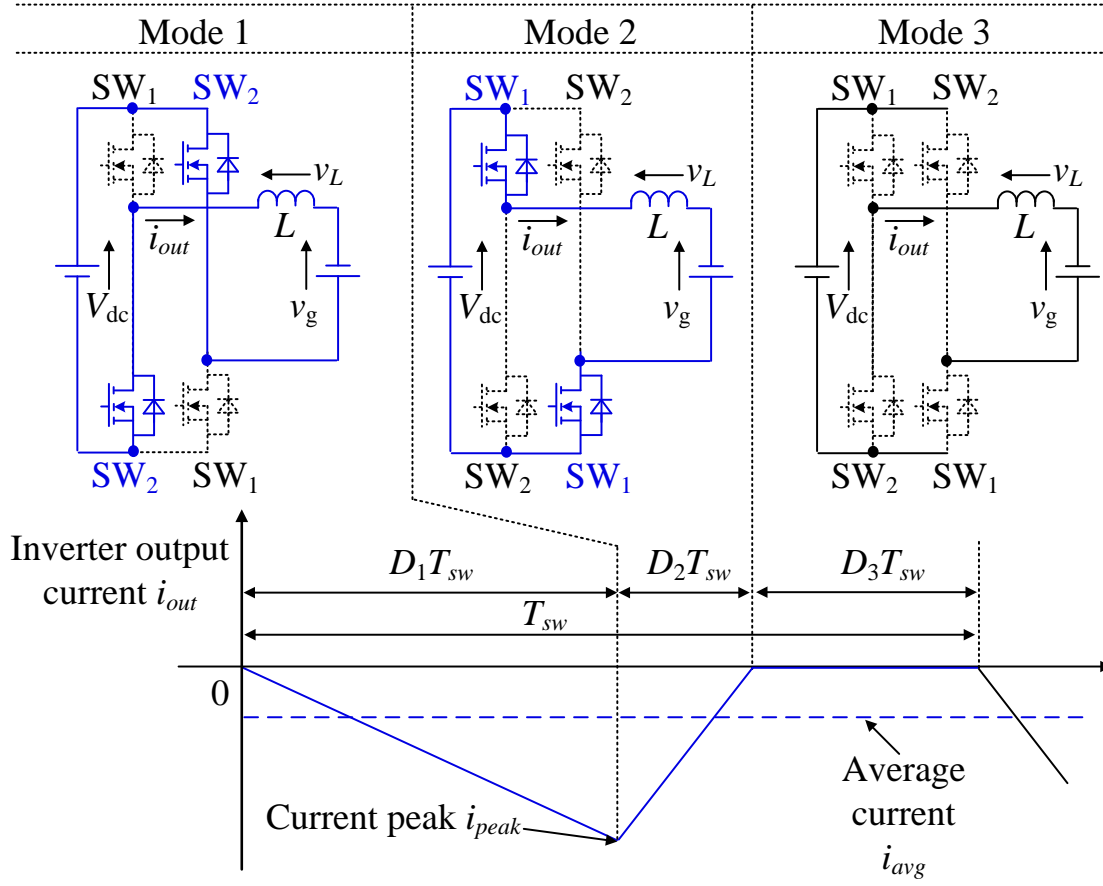 Mode 1
Mode 2
Mode 3
SW1 SW2
vL
iout
L
Vdc
vg
SW2 SW1
SW1 SW2
vL
iout
L
Vdc
vg
SW2 SW1
SW1 SW2
vL
iout
L
Vdc
vg
SW2 SW1
Inverter output
current iout
D1Tsw
D2Tsw
D3Tsw
Tsw
0
Current peak ipeak
Average
current
iavg